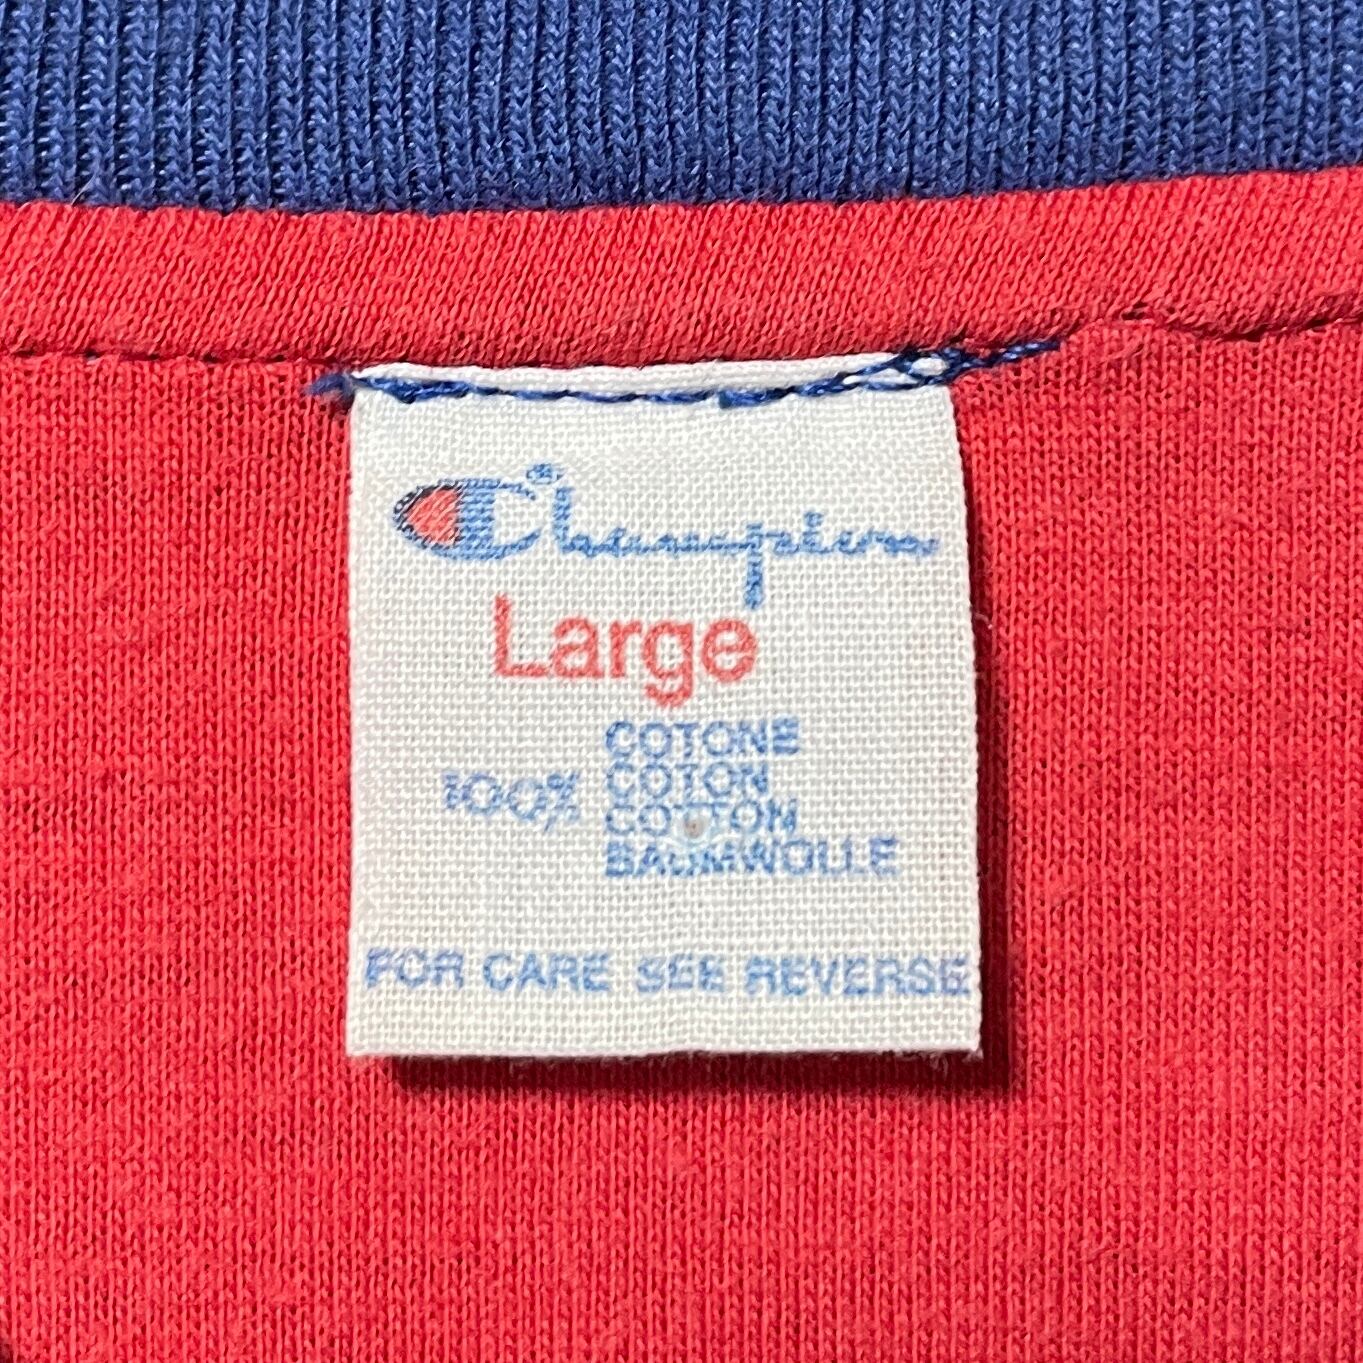 Champion®
Large
100%
COTONE
COTON
COTTON
BAUMWOLLE
FOR CARE SEE REVERSE